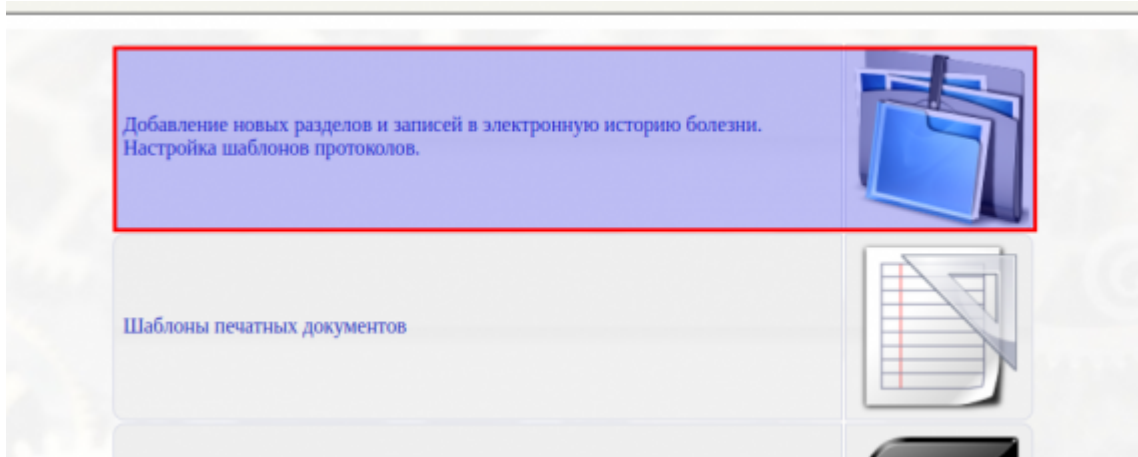 Добавление новых разделов и записей в электронную историю болезни.
Настройка шаблонов протоколов.
Шаблоны печатных документов